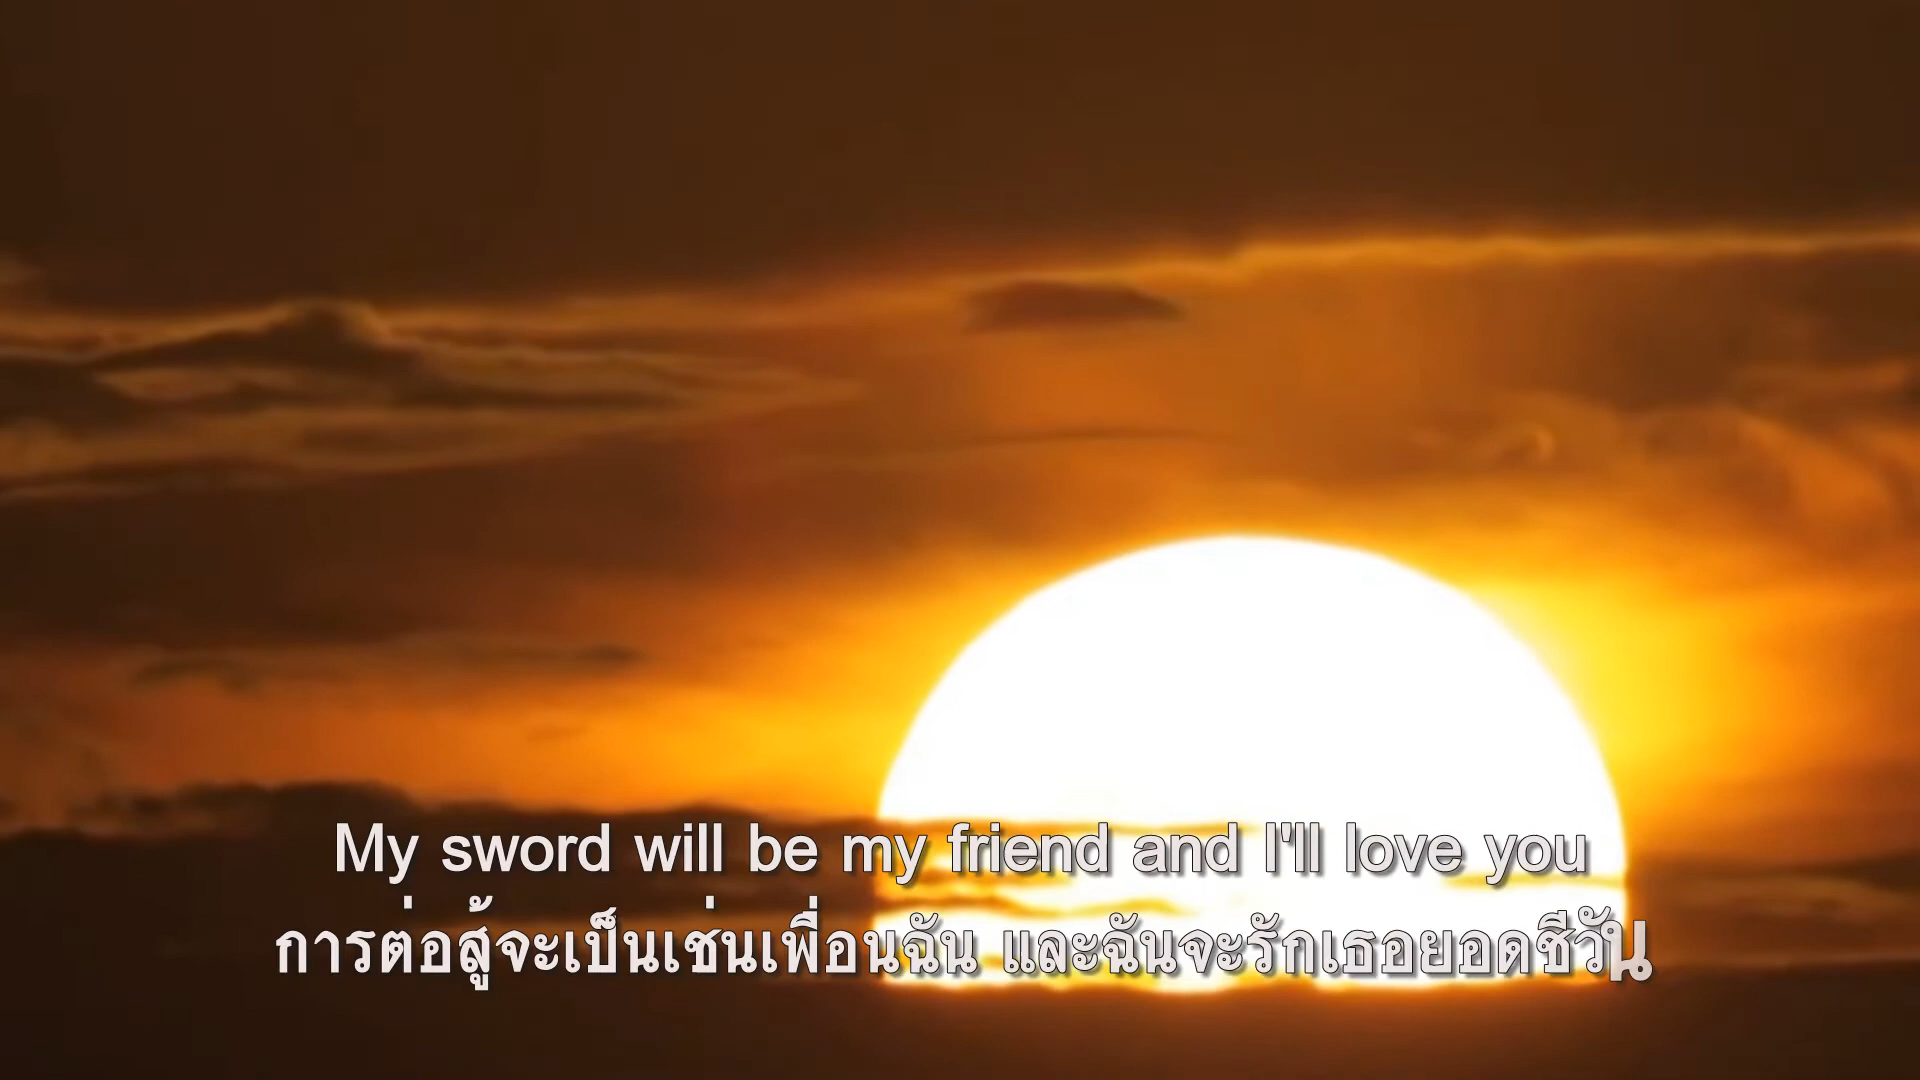 My sword will be my friend and I'll love you
การต่อสู้จะเป็นเช่นเพื่อนฉัน และฉันจะรักเธอยอดชีวัน